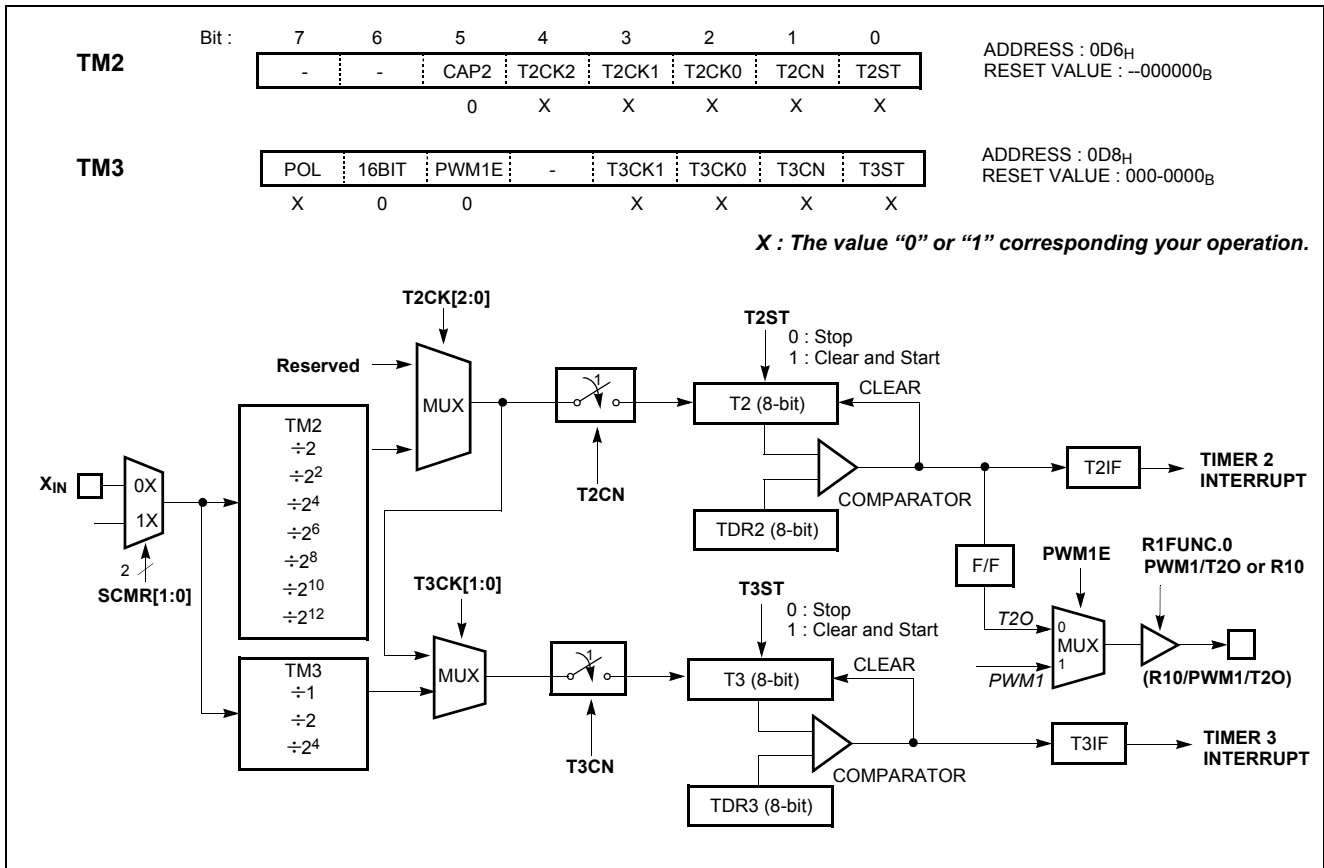 Bit : 7 6 5 4 3 2 1 0
TM2 - - CAP2 T2CK2 T2CK1 T2CK0 T2CN T2ST
ADDRESS : 0D6H
RESET VALUE : --000000B
0 X X X X X
TM3 POL 16BIT PWM1E - T3CK1 T3CK0 T3CN T3ST
ADDRESS : 0D8H
RESET VALUE : 000-0000B
X 0 0 X X X X
X : The value “0” or “1” corresponding your operation.
T2CK[2:0]
Reserved
MUX
1
T2CN
T2ST
0 : Stop
1 : Clear and Start
T2 (8-bit)
CLEAR
COMPARATOR
TDR2 (8-bit)
T2IF
TIMER 2
INTERRUPT
XIN
0X
1X
2
SCMR[1:0]
TM2
÷2
÷2²
÷2⁴
÷2⁶
÷2⁸
÷2¹⁰
÷2¹²
F/F
PWM1E
R1FUNC.0
PWM1/T2O or R10
T2O
0
MUX
1
PWM1
(R10/PWM1/T2O)
TM3
÷1
÷2
÷2⁴
T3CK[1:0]
MUX
1
T3CN
T3ST
0 : Stop
1 : Clear and Start
T3 (8-bit)
CLEAR
COMPARATOR
TDR3 (8-bit)
T3IF
TIMER 3
INTERRUPT